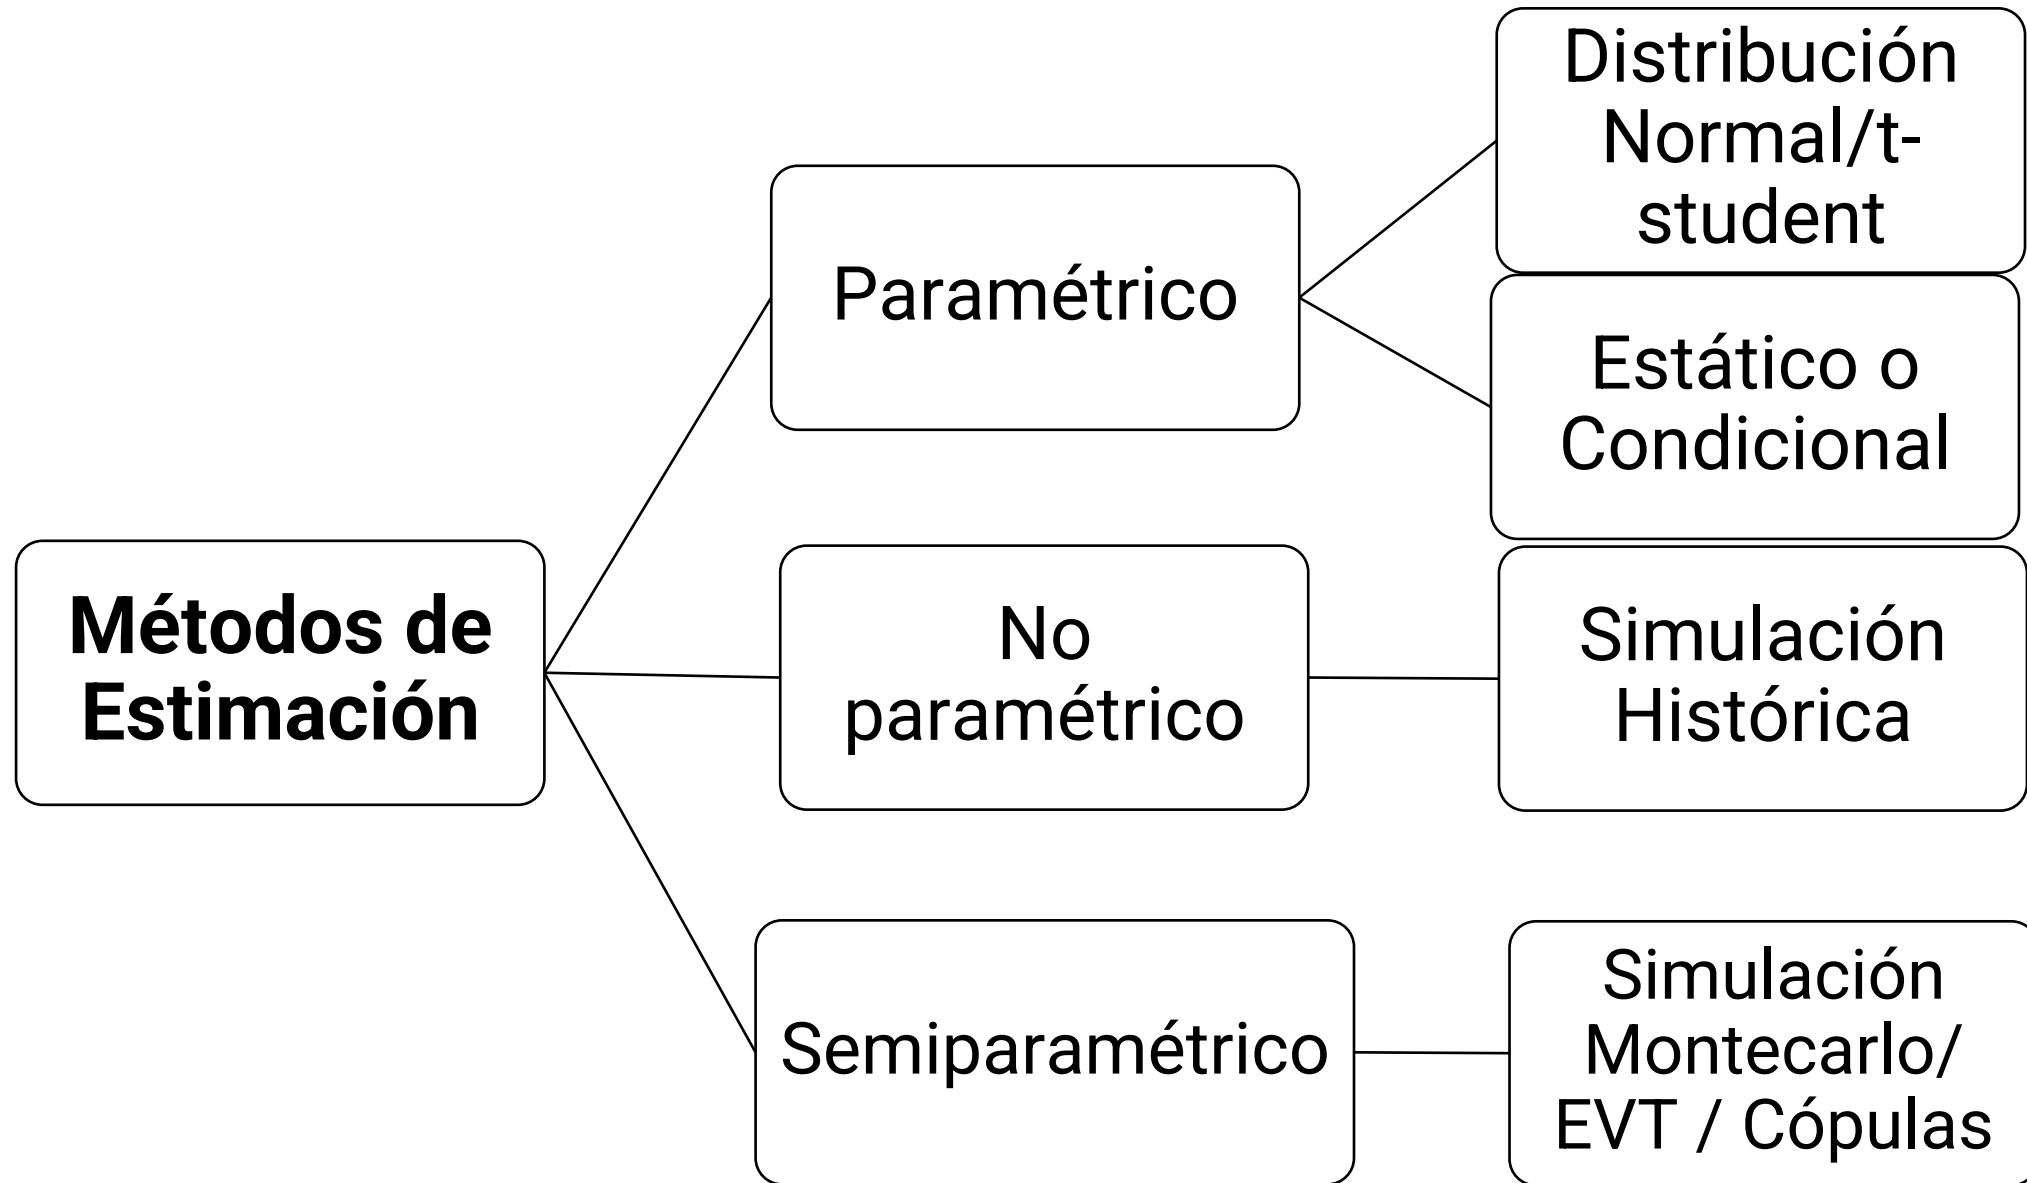 Métodos de
Estimación
Paramétrico
Distribución
Normal/t-
student
Estático o
Condicional
No
paramétrico
Simulación
Histórica
Semiparamétrico
Simulación
Montecarlo/
EVT / Cópulas